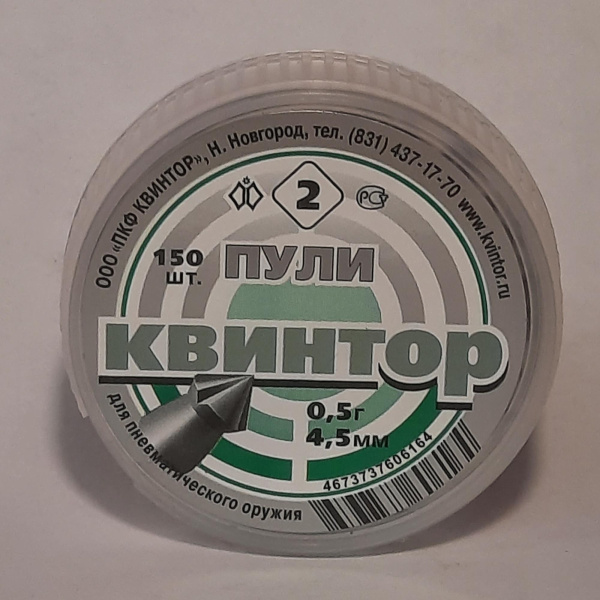 ООО «ПКФ КВИНТОР», Н. Новгород, тел. (831) 437-17-70 www.kvintor.ru
2
РСТ
150
ШТ.
ПУЛИ
КВИНТОР
0,5г
4,5мм
4673737606164
для пневматического оружия